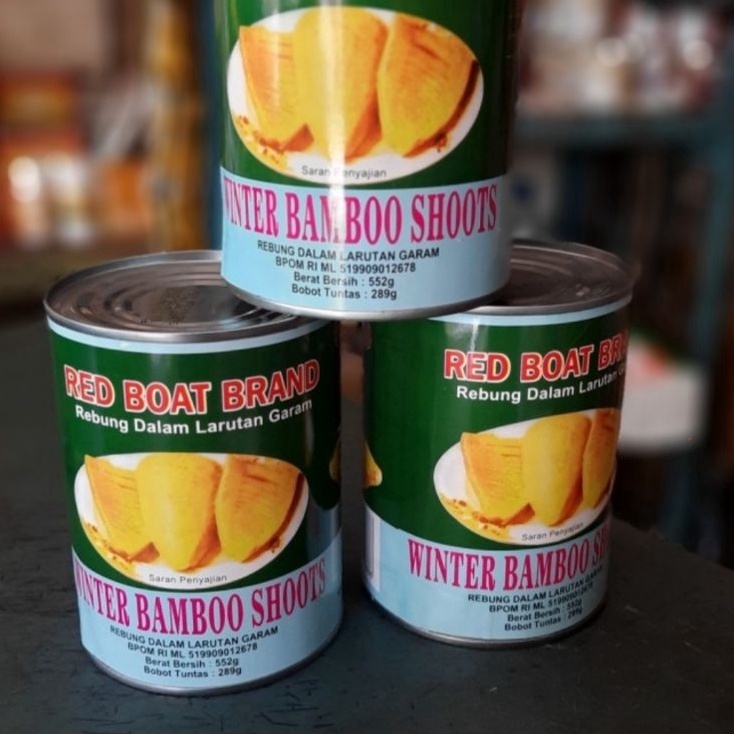 Saran Penyajian
WINTER BAMBOO SHOOTS
REBUNG DALAM LARUTAN GARAM
BPOM RI ML 519909012678
Berat Bersih : 552g
Bobot Tuntas : 289g
RED BOAT BRAND
Rebung Dalam Larutan Garam
Saran Penyajian
WINTER BAMBOO SHOOTS
REBUNG DALAM LARUTAN GARAM
BPOM RI ML 519909012678
Berat Bersih : 552g
Bobot Tuntas : 289g
RED BOAT
Rebung Dalam Larutan
Saran Penyajian
WINTER BAMBOO
REBUNG DALAM LARUTAN
BPOM RI ML 519909012678
Berat Bersih : 552g
Bobot Tuntas : 289g